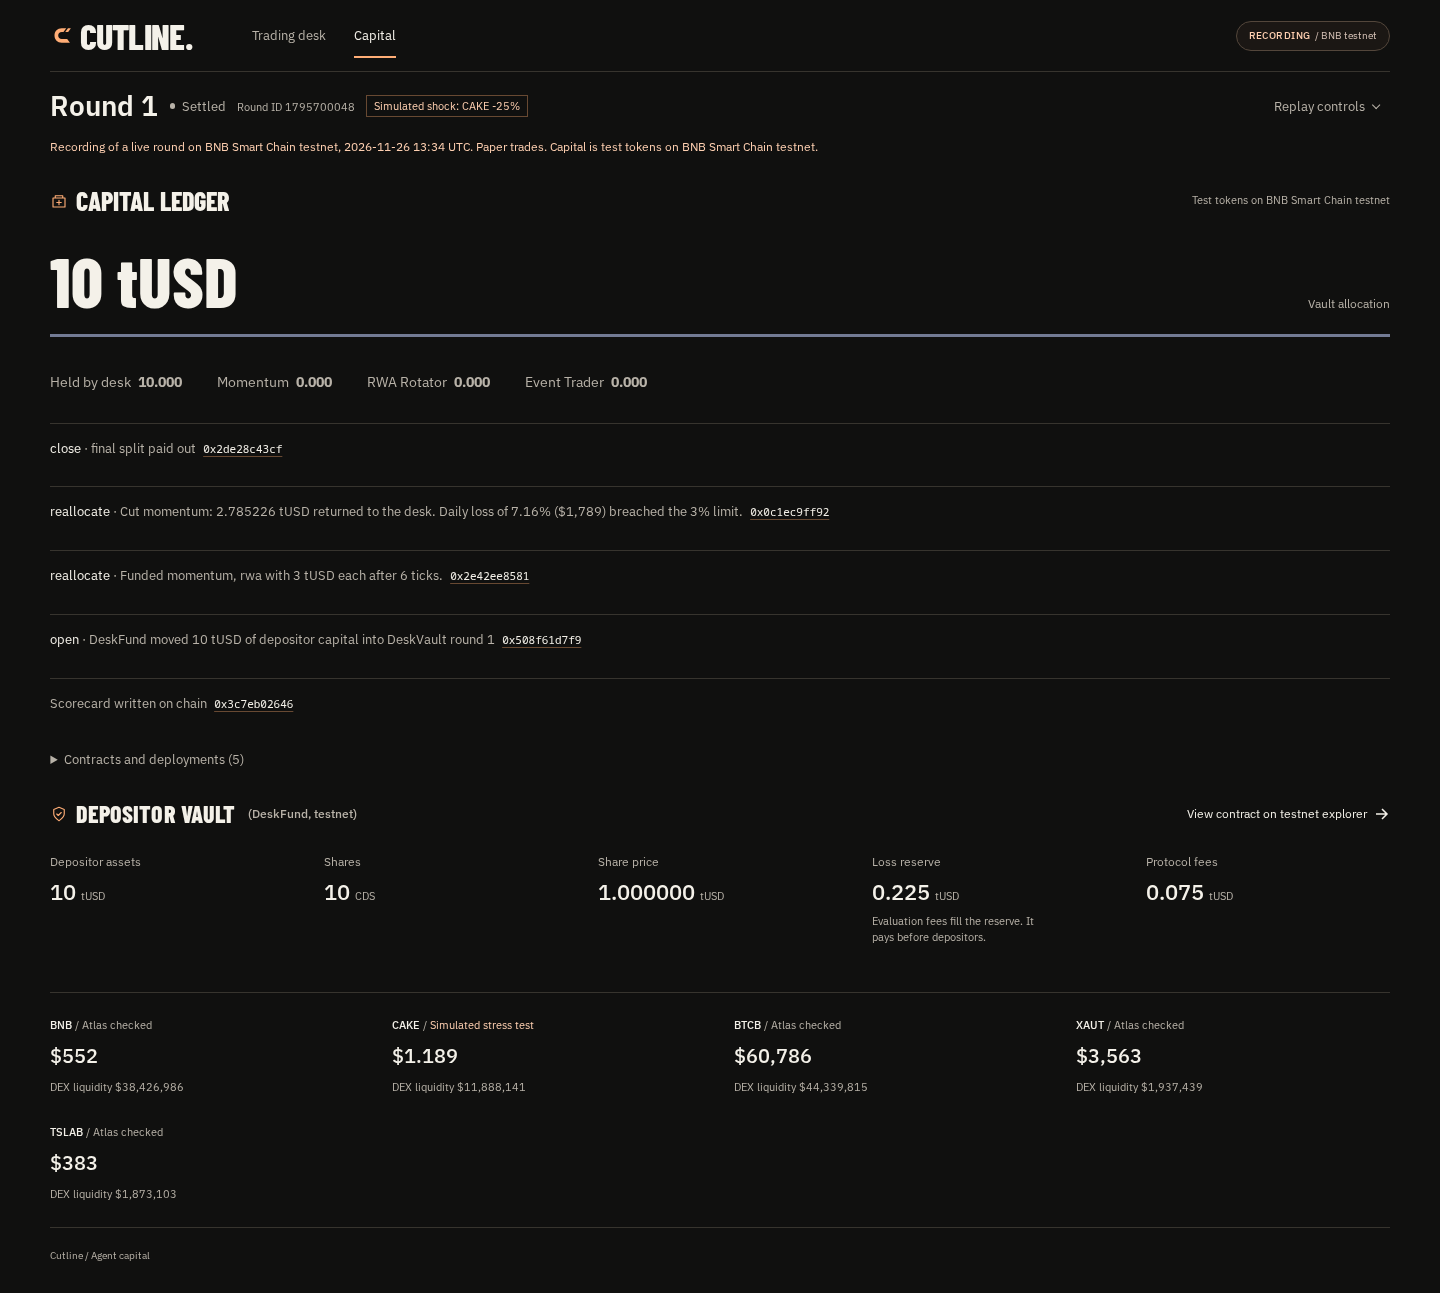 CUTLINE.
Trading desk
Capital
RECORDING / BNB testnet
Round 1 • Settled Round ID 1795700048 Simulated shock: CAKE -25%
Replay controls
Recording of a live round on BNB Smart Chain testnet, 2026-11-26 13:34 UTC. Paper trades. Capital is test tokens on BNB Smart Chain testnet.
CAPITAL LEDGER
Test tokens on BNB Smart Chain testnet
10 tUSD
Vault allocation
Held by desk 10.000 Momentum 0.000 RWA Rotator 0.000 Event Trader 0.000
close · final split paid out 0x2de28c43cf
reallocate · Cut momentum: 2.785226 tUSD returned to the desk. Daily loss of 7.16% ($1,789) breached the 3% limit. 0x0c1ec9ff92
reallocate · Funded momentum, rwa with 3 tUSD each after 6 ticks. 0x2e42ee8581
open · DeskFund moved 10 tUSD of depositor capital into DeskVault round 1 0x508f61d7f9
Scorecard written on chain 0x3c7eb02646
Contracts and deployments (5)
DEPOSITOR VAULT (DeskFund, testnet)
View contract on testnet explorer
Depositor assets
10 tUSD
Shares
10 CDS
Share price
1.000000 tUSD
Loss reserve
0.225 tUSD
Evaluation fees fill the reserve. It
pays before depositors.
Protocol fees
0.075 tUSD
BNB / Atlas checked
$552
DEX liquidity $38,426,986
CAKE / Simulated stress test
$1.189
DEX liquidity $11,888,141
BTCB / Atlas checked
$60,786
DEX liquidity $44,339,815
XAUT / Atlas checked
$3,563
DEX liquidity $1,937,439
TSLAB / Atlas checked
$383
DEX liquidity $1,873,103
Cutline / Agent capital